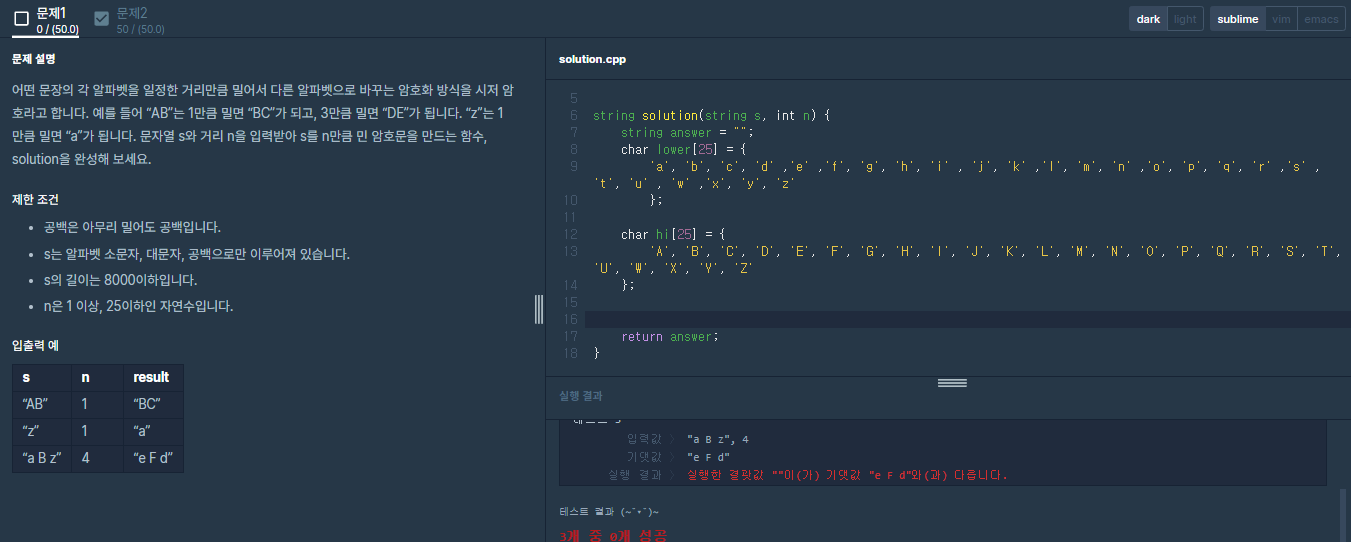 문제1
0 / (50.0)
문제2
50 / (50.0)
dark light sublime vim emacs
문제 설명
어떤 문장의 각 알파벳을 일정한 거리만큼 밀어서 다른 알파벳으로 바꾸는 암호화 방식을 시저 암
호라고 합니다. 예를 들어 “AB”는 1만큼 밀면 “BC”가 되고, 3만큼 밀면 “DE”가 됩니다. “z”는 1
만큼 밀면 “a”가 됩니다. 문자열 s와 거리 n을 입력받아 s를 n만큼 민 암호문을 만드는 함수,
solution을 완성해 보세요.
제한 조건
• 공백은 아무리 밀어도 공백입니다.
• s는 알파벳 소문자, 대문자, 공백으로만 이루어져 있습니다.
• s의 길이는 8000이하입니다.
• n은 1 이상, 25이하인 자연수입니다.
입출력 예
s n result
“AB” 1 “BC”
“z” 1 “a”
“a B z” 4 “e F d”
solution.cpp
5
6 string solution(string s, int n) {
7 string answer = "";
8 char lower[25] = {
9 'a', 'b', 'c', 'd' ,'e' ,'f', 'g', 'h', 'i' ,'j', 'k' ,'l', 'm', 'n' ,'o', 'p', 'q', 'r' ,'s' ,
't', 'u' , 'w' ,'x', 'y', 'z'
10 };
11
12 char hi[25] = {
13 'A', 'B', 'C', 'D', 'E', 'F', 'G', 'H', 'I', 'J', 'K', 'L', 'M', 'N', 'O', 'P', 'Q', 'R', 'S', 'T',
'U', 'W', 'X', 'Y', 'Z'
14 };
15
16
17 return answer;
18 }
실행 결과
입력값 > "a B z", 4
기댓값 > "e F d"
실행 결과 > 실행한 결괏값 ""이(가) 기댓값 "e F d"와(과) 다릅니다.
테스트 결과 (~˘▾˘)~
3개 중 0개 성공